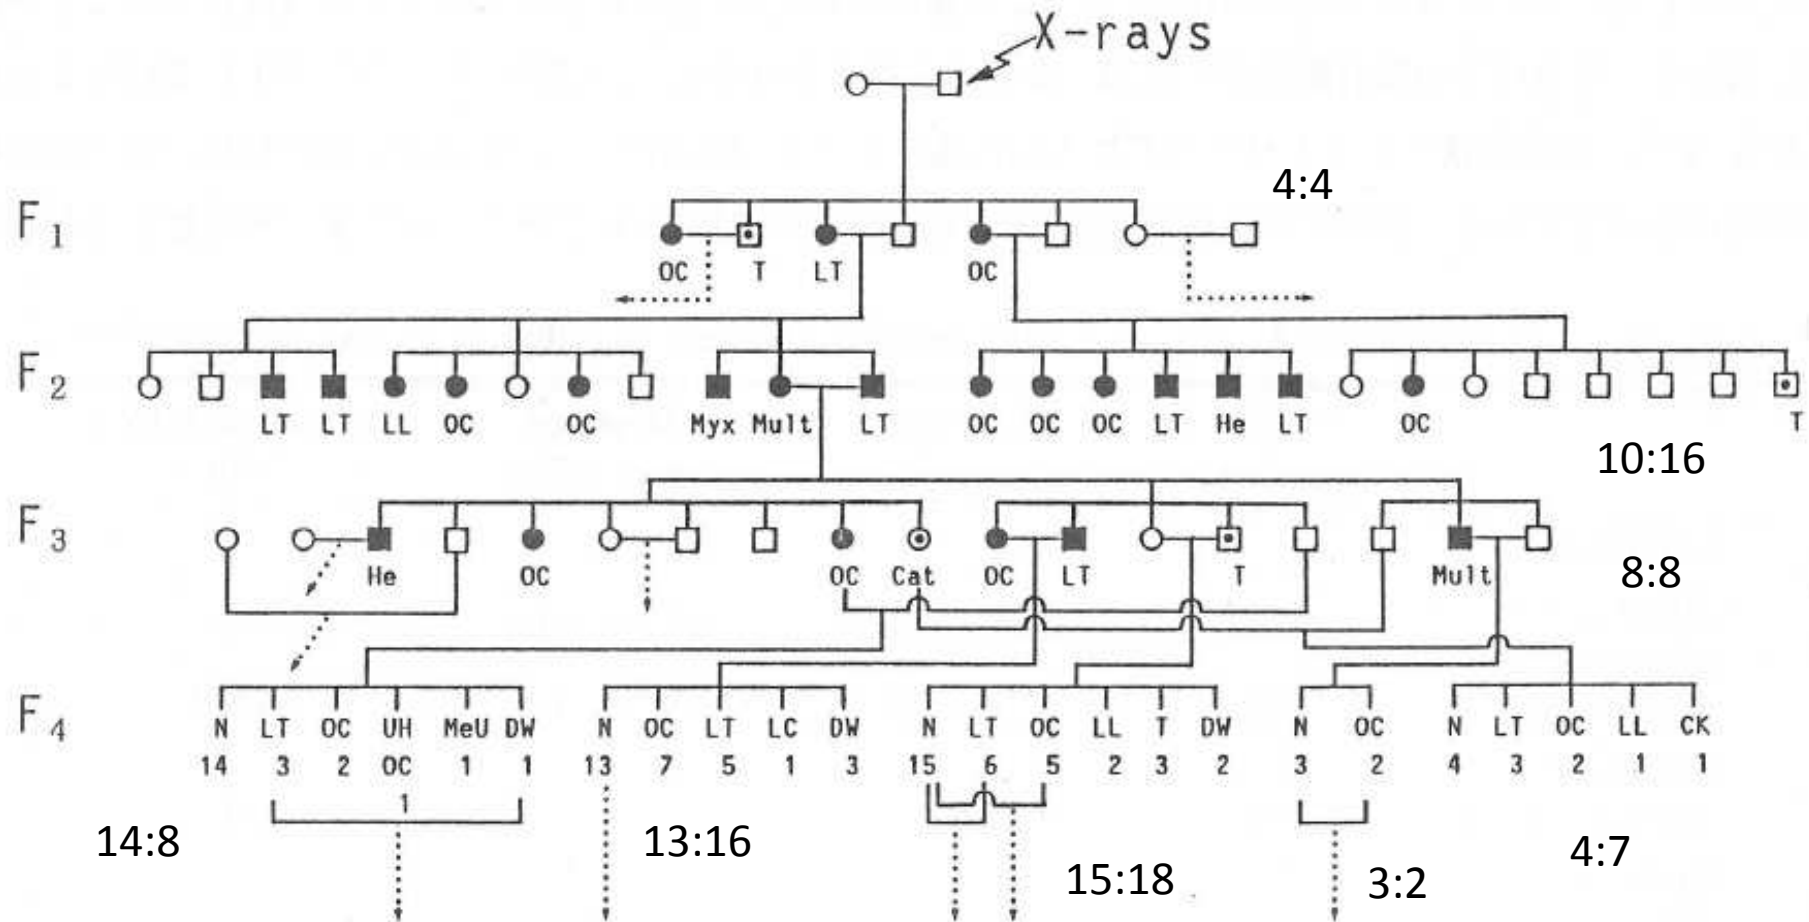 X-rays
4:4
F1
OC T LT OC
F2
LT LT LL OC OC Myx Mult LT OC OC OC LT He LT OC T
10:16
F3
He OC OC Cat OC LT T Mult
8:8
F4
N LT OC UH MeU DW N OC LT LC DW N LT OC LL T DW N OC N LT OC LL CK
14 3 2 OC 1 1 13 7 5 1 3 15 6 5 2 3 2 3 2 4 3 2 1 1
1
14:8 13:16 15:18 3:2 4:7